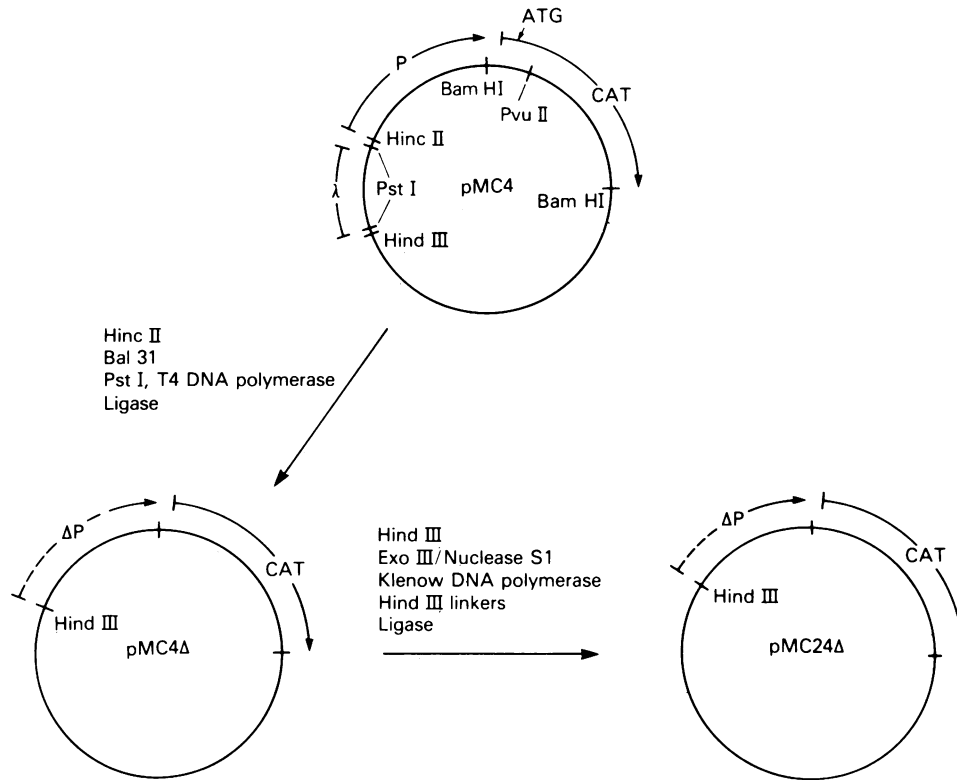 ATG
P
Bam HI
Pvu II
CAT
Hinc II
λ
Pst I
pMC4
Bam HI
Hind III
Hinc II
Bal 31
Pst I, T4 DNA polymerase
Ligase
ΔP
CAT
Hind III
pMC4Δ
Hind III
Exo III/Nuclease S1
Klenow DNA polymerase
Hind III linkers
Ligase
ΔP
CAT
Hind III
pMC24Δ